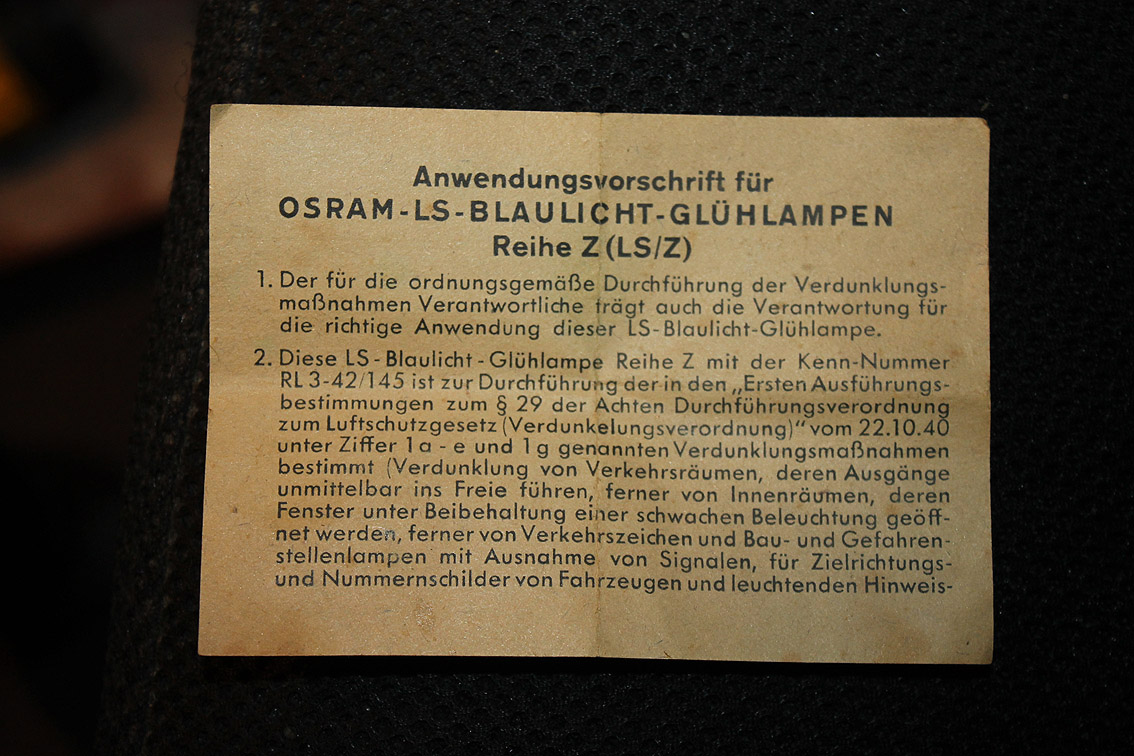 Anwendungsvorschrift für
OSRAM-LS-BLAULICHT-GLÜHLAMPEN
Reihe Z (LS/Z)
1. Der für die ordnungsgemäße Durchführung der Verdunklungs-
maßnahmen Verantwortliche trägt auch die Verantwortung für
die richtige Anwendung dieser LS-Blaulicht-Glühlampe.
2. Diese LS-Blaulicht-Glühlampe Reihe Z mit der Kenn-Nummer
RL 3-42/145 ist zur Durchführung der in den „Ersten Ausführungs-
bestimmungen zum § 29 der Achten Durchführungsverordnung
zum Luftschutzgesetz (Verdunkelungsverordnung)“ vom 22.10.40
unter Ziffer 1a - e und 1g genannten Verdunklungsmaßnahmen
bestimmt (Verdunklung von Verkehrsräumen, deren Ausgänge
unmittelbar ins Freie führen, ferner von Innenräumen, deren
Fenster unter Beibehaltung einer schwachen Beleuchtung geöff-
net werden, ferner von Verkehrszeichen und Bau- und Gefahren-
stellenlampen mit Ausnahme von Signalen, für Zielrichtungs-
und Nummernschilder von Fahrzeugen und leuchtenden Hinweis-